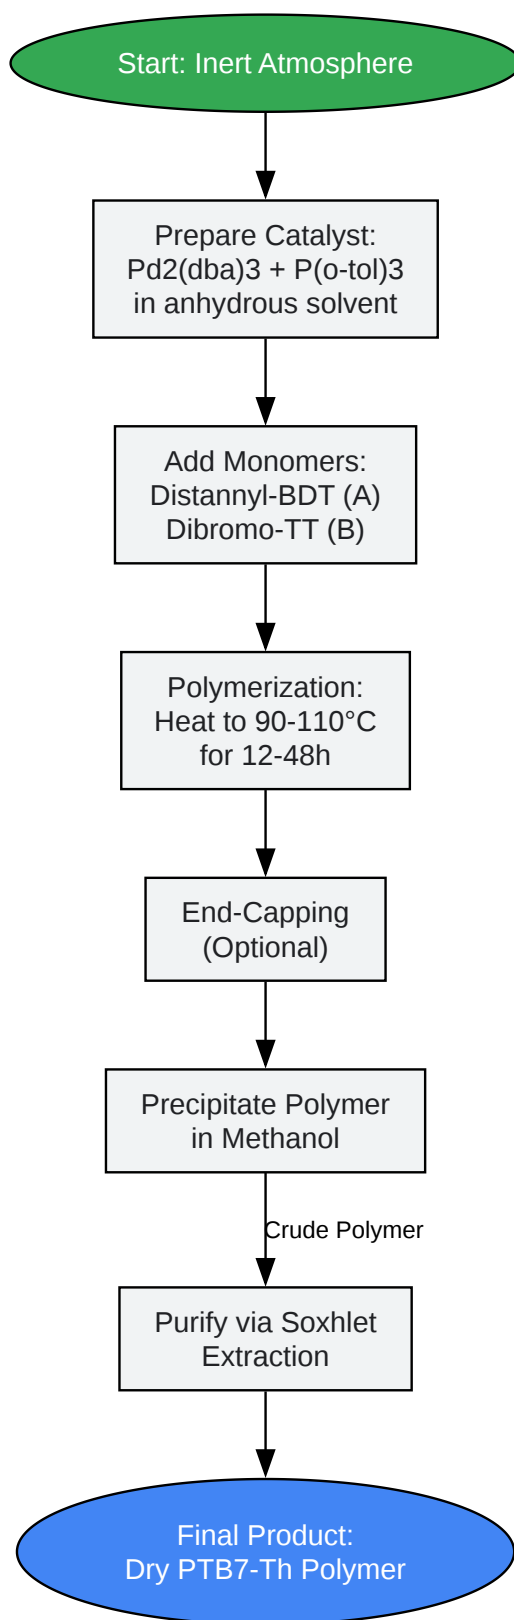 Start: Inert Atmosphere
Prepare Catalyst:
Pd2(dba)3 + P(o-tol)3
in anhydrous solvent
Add Monomers:
Distannyl-BDT (A)
Dibromo-TT (B)
Polymerization:
Heat to 90-110°C
for 12-48h
End-Capping
(Optional)
Precipitate Polymer
in Methanol
Crude Polymer
Purify via Soxhlet
Extraction
Final Product:
Dry PTB7-Th Polymer